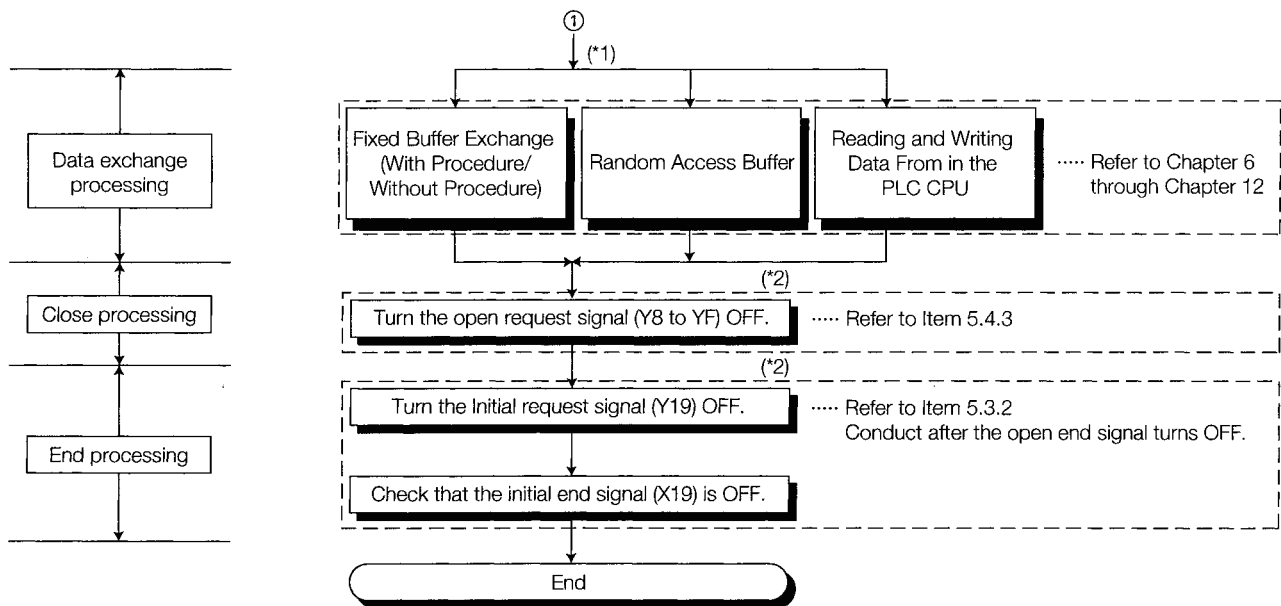 ①
(*1)
Data exchange
processing
Fixed Buffer Exchange
(With Procedure/
Without Procedure)
Random Access Buffer
Reading and Writing
Data From in the
PLC CPU
····· Refer to Chapter 6
through Chapter 12
(*2)
Close processing
Turn the open request signal (Y8 to YF) OFF.
····· Refer to Item 5.4.3
(*2)
End processing
Turn the Initial request signal (Y19) OFF.
····· Refer to Item 5.3.2
Conduct after the open end signal turns OFF.
Check that the initial end signal (X19) is OFF.
End